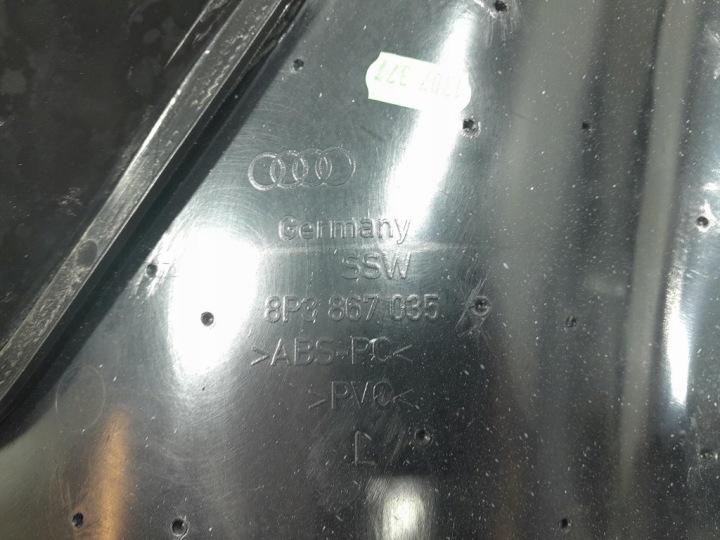 Germany
SSW
8P3 867 035
>ABS-PC<
>PVC<
L